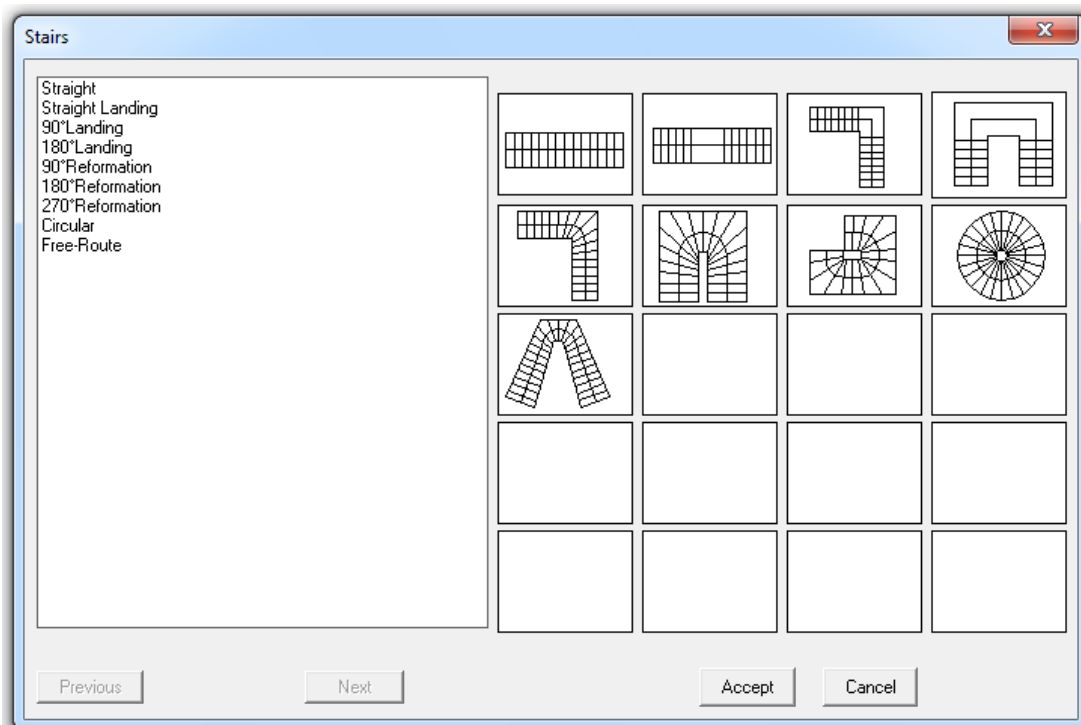 Stairs
Straight
Straight Landing
90°Landing
180°Landing
90°Reformation
180°Reformation
270°Reformation
Circular
Free-Route
Previous
Next
Accept
Cancel